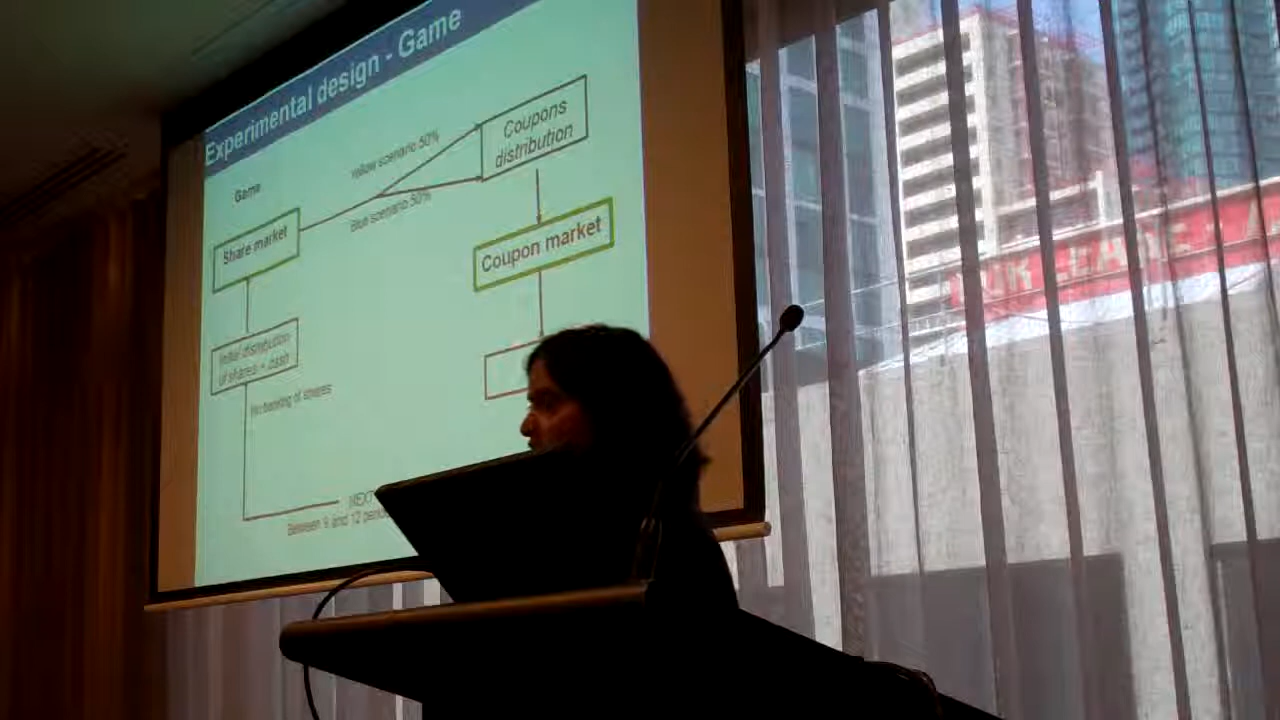 Experimental design - Game
Game
Yellow scenario 50%
Blue scenario 50%
Coupons
distribution
Share market
Coupon market
Initial distribution
of shares + cash
No banking of shares
NEXT
Between 9 and 12